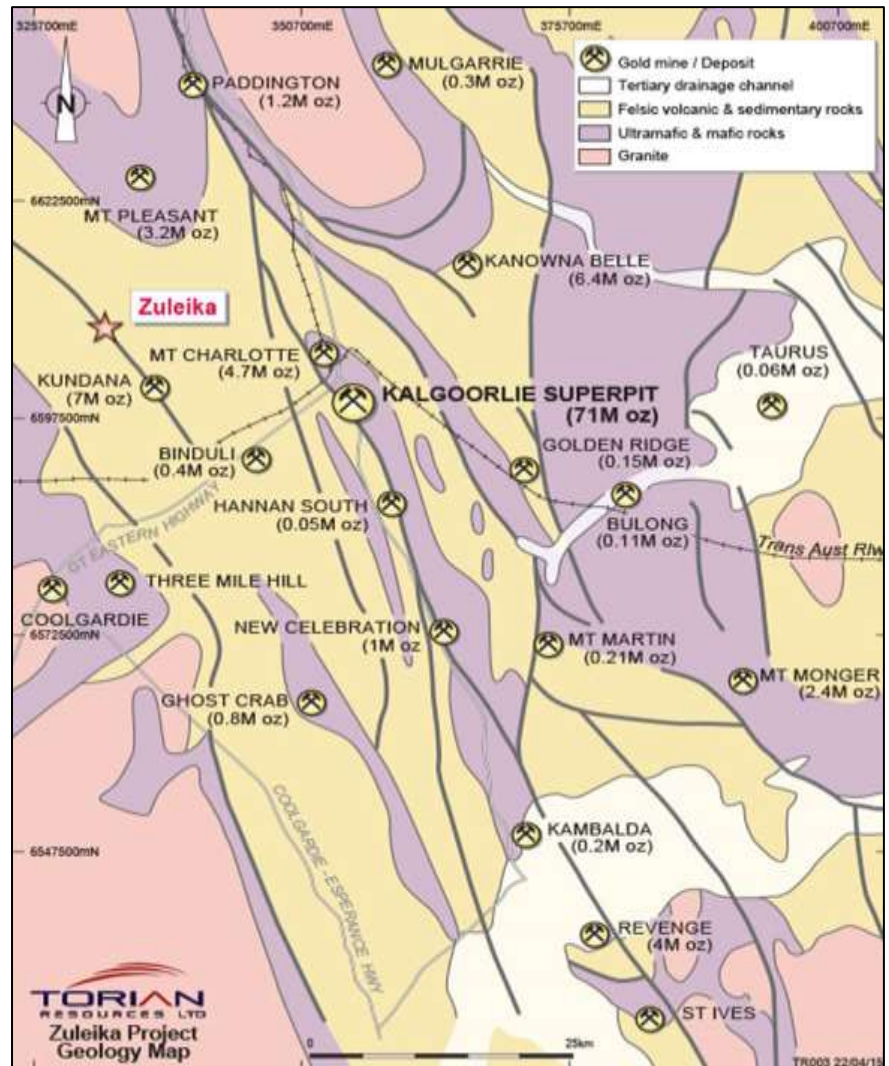 325700mE
350700mE
375700mE
400700mE
Gold mine / Deposit
Tertiary drainage channel
Felsic volcanic & sedimentary rocks
Ultramafic & mafic rocks
Granite
N
PADDINGTON
(1.2M oz)
MULGARRIE
(0.3M oz)
6622500mN
MT PLEASANT
(3.2M oz)
KANOWNA BELLE
(6.4M oz)
Zuleika
MT CHARLOTTE
(4.7M oz)
TAURUS
(0.06M oz)
KUNDANA
(7M oz)
KALGOORLIE SUPERPIT
(71M oz)
6597500mN
BINDULI
(0.4M oz)
GOLDEN RIDGE
(0.15M oz)
HANNAN SOUTH
(0.05M oz)
BULONG
(0.11M oz)
GT EASTERN HIGHWAY
Trans Aust Rlw
THREE MILE HILL
COOLGARDIE
6572500mN
NEW CELEBRATION
(1M oz
MT MARTIN
(0.21M oz)
MT MONGER
(2.4M oz)
GHOST CRAB
(0.8M oz)
COOLGARDIE - ESPERANCE HWY
KAMBALDA
(0.2M oz)
6547500mN
REVENGE
(4M oz)
ST IVES
TORIAN
RESOURCES LTD
Zuleika Project
Geology Map
0
25km
TR003 22/04/15